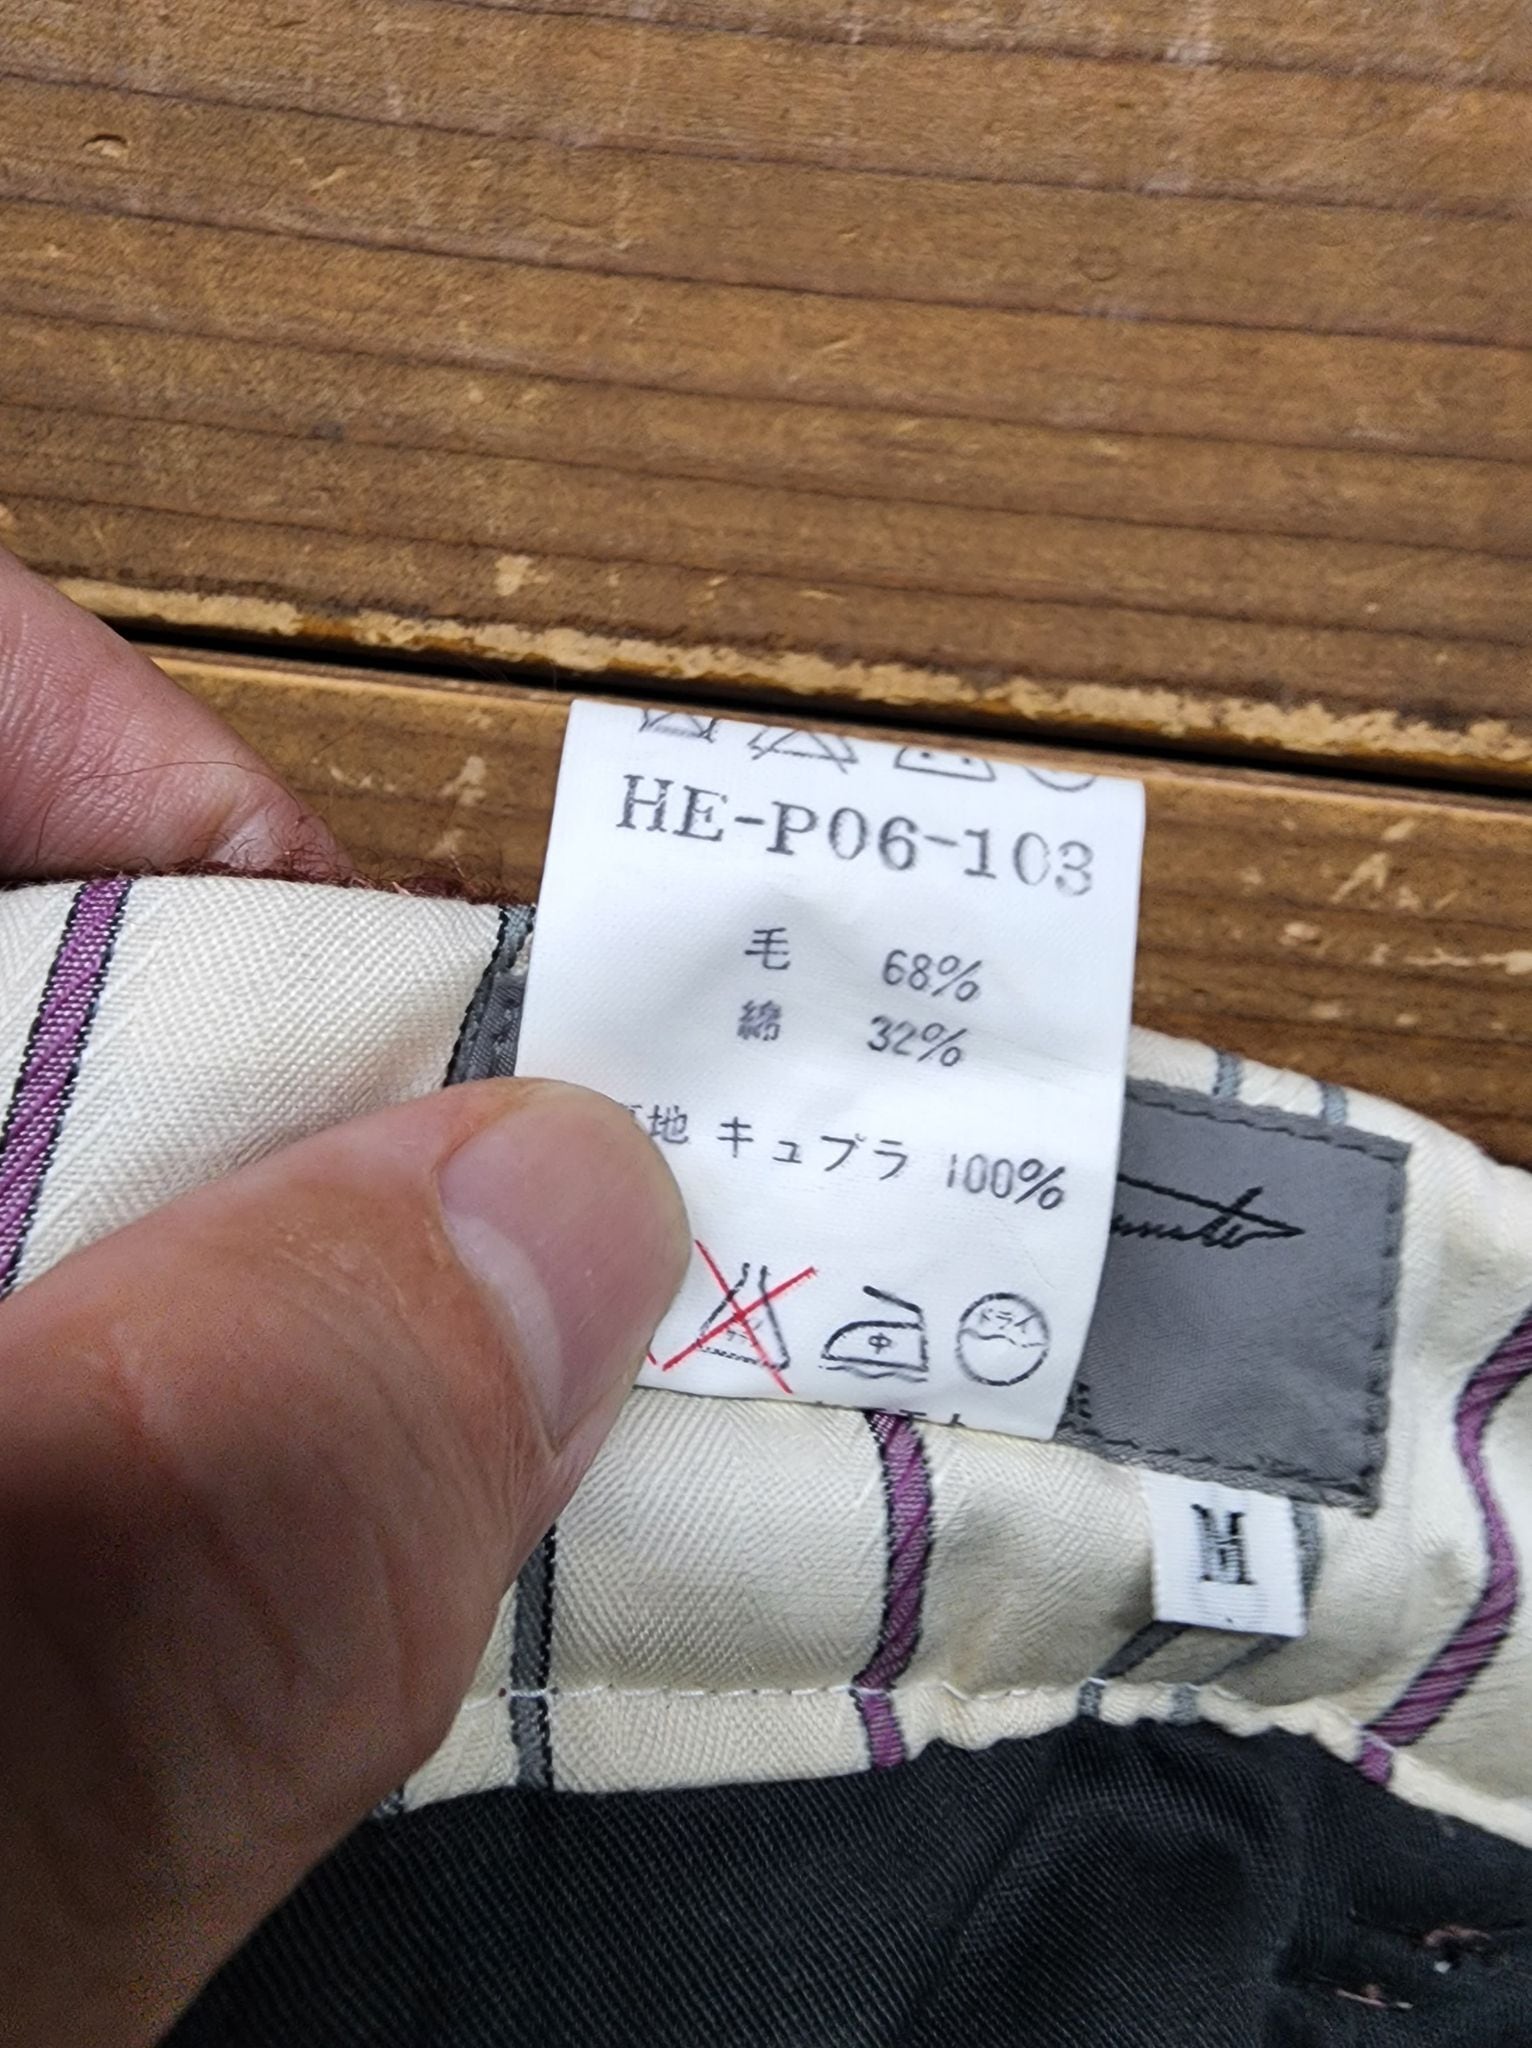 HE-P06-103
毛 68%
綿 32%
地 キュプラ 100%
中
ドライ
M